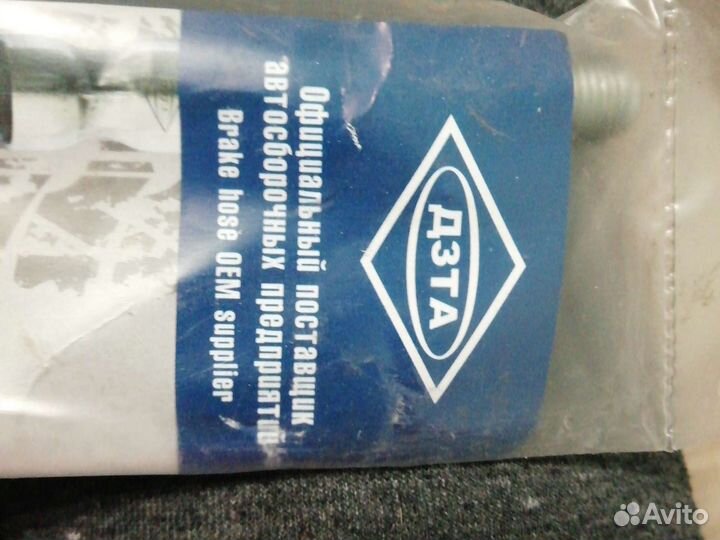 ДЗТА
Официальный поставщик
автосборочных предприятий
Brake hose OEM supplier
Avito